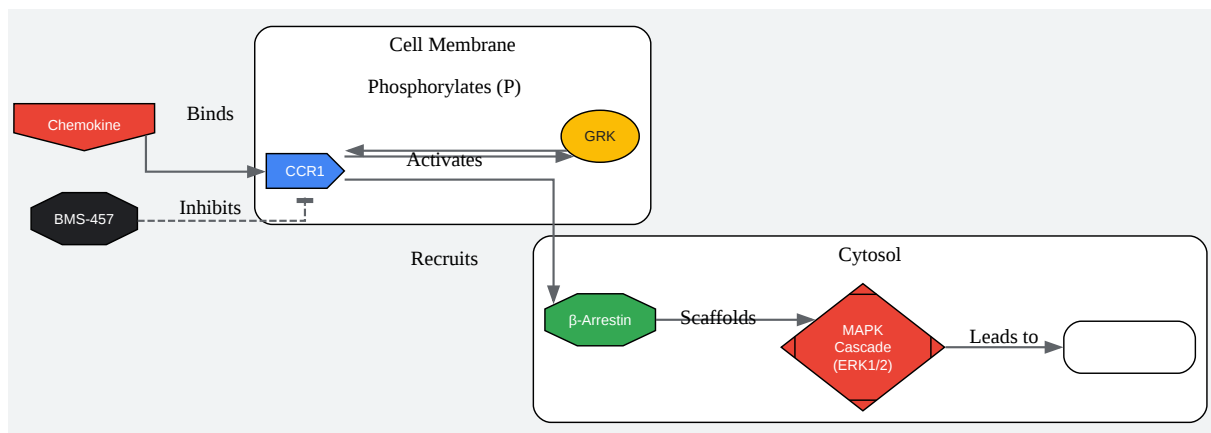 Cell Membrane
Phosphorylates (P)
Binds
Chemokine
GRK
Activates
CCR1
Inhibits
BMS-457
Recruits
Cytosol
β-Arrestin
Scaffolds
MAPK
Cascade
(ERK1/2)
Leads to